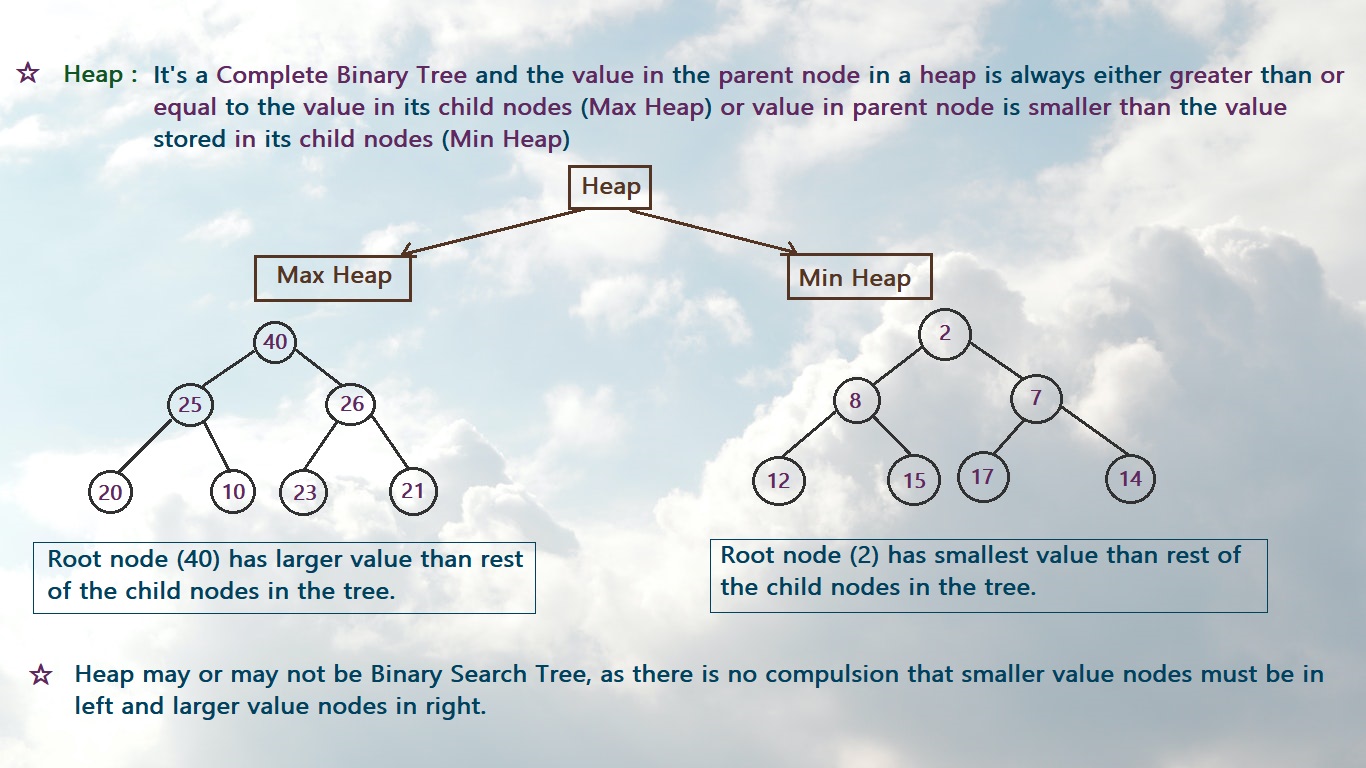 ☆ Heap : It's a Complete Binary Tree and the value in the parent node in a heap is always either greater than or
equal to the value in its child nodes (Max Heap) or value in parent node is smaller than the value
stored in its child nodes (Min Heap)
Heap
Max Heap
Min Heap
40
25
26
20
10
23
21
2
8
7
12
15
17
14
Root node (40) has larger value than rest
of the child nodes in the tree.
Root node (2) has smallest value than rest of
the child nodes in the tree.
☆ Heap may or may not be Binary Search Tree, as there is no compulsion that smaller value nodes must be in
left and larger value nodes in right.